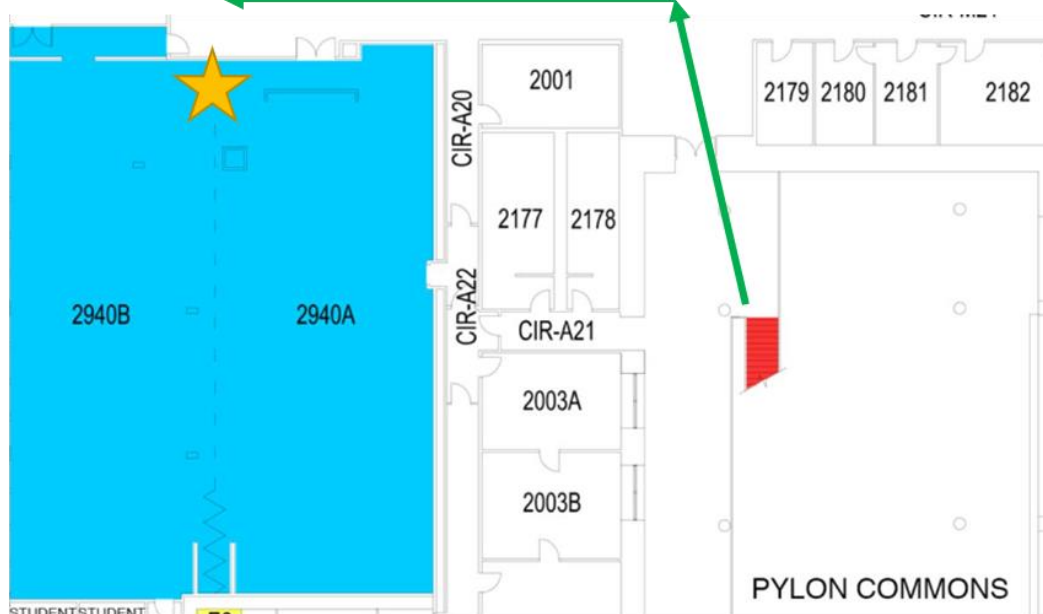 2001
2179 2180 2181 2182
CIR-A20
2177 2178
2940B 2940A
CIR-A22
CIR-A21
2003A
2003B
PYLON COMMONS
STUDENTSTUDENT